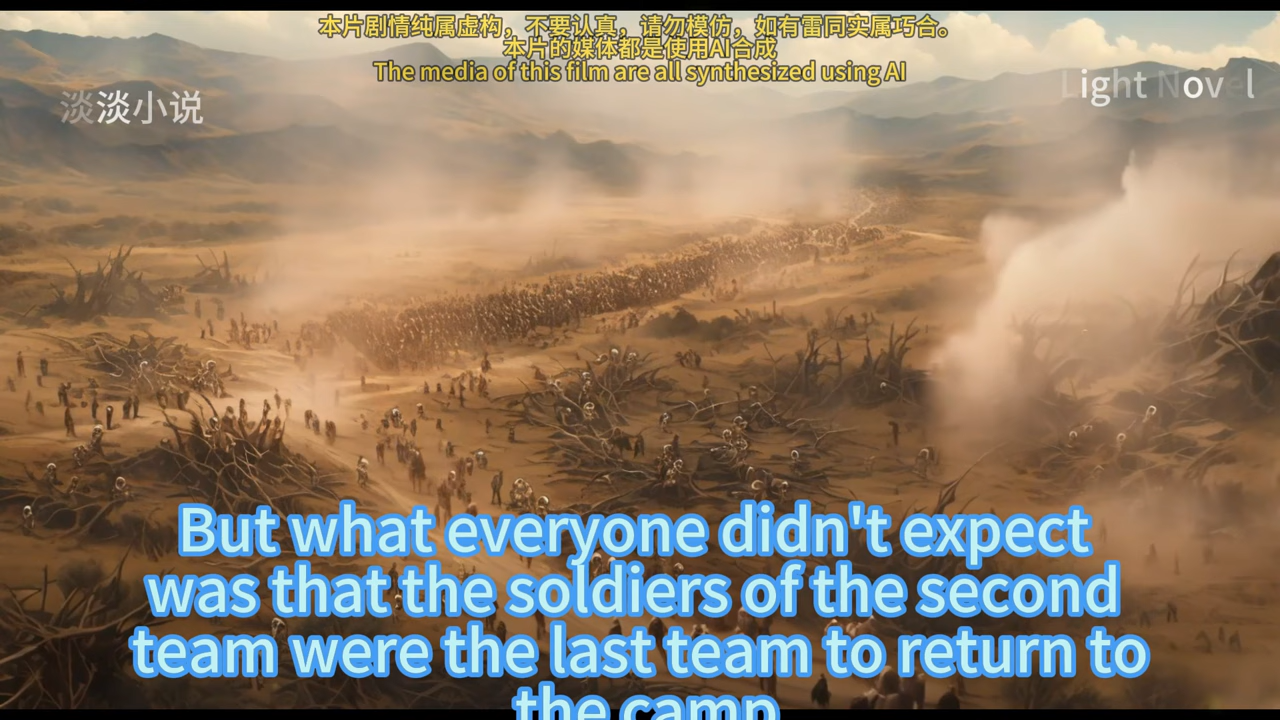 本片剧情纯属虚构，不要认真，请勿模仿，如有雷同实属巧合。
本片的媒体都是使用AI合成
The media of this film are all synthesized using AI
淡淡小说
Light Novel
But what everyone didn't expect
was that the soldiers of the second
team were the last team to return to
the camp